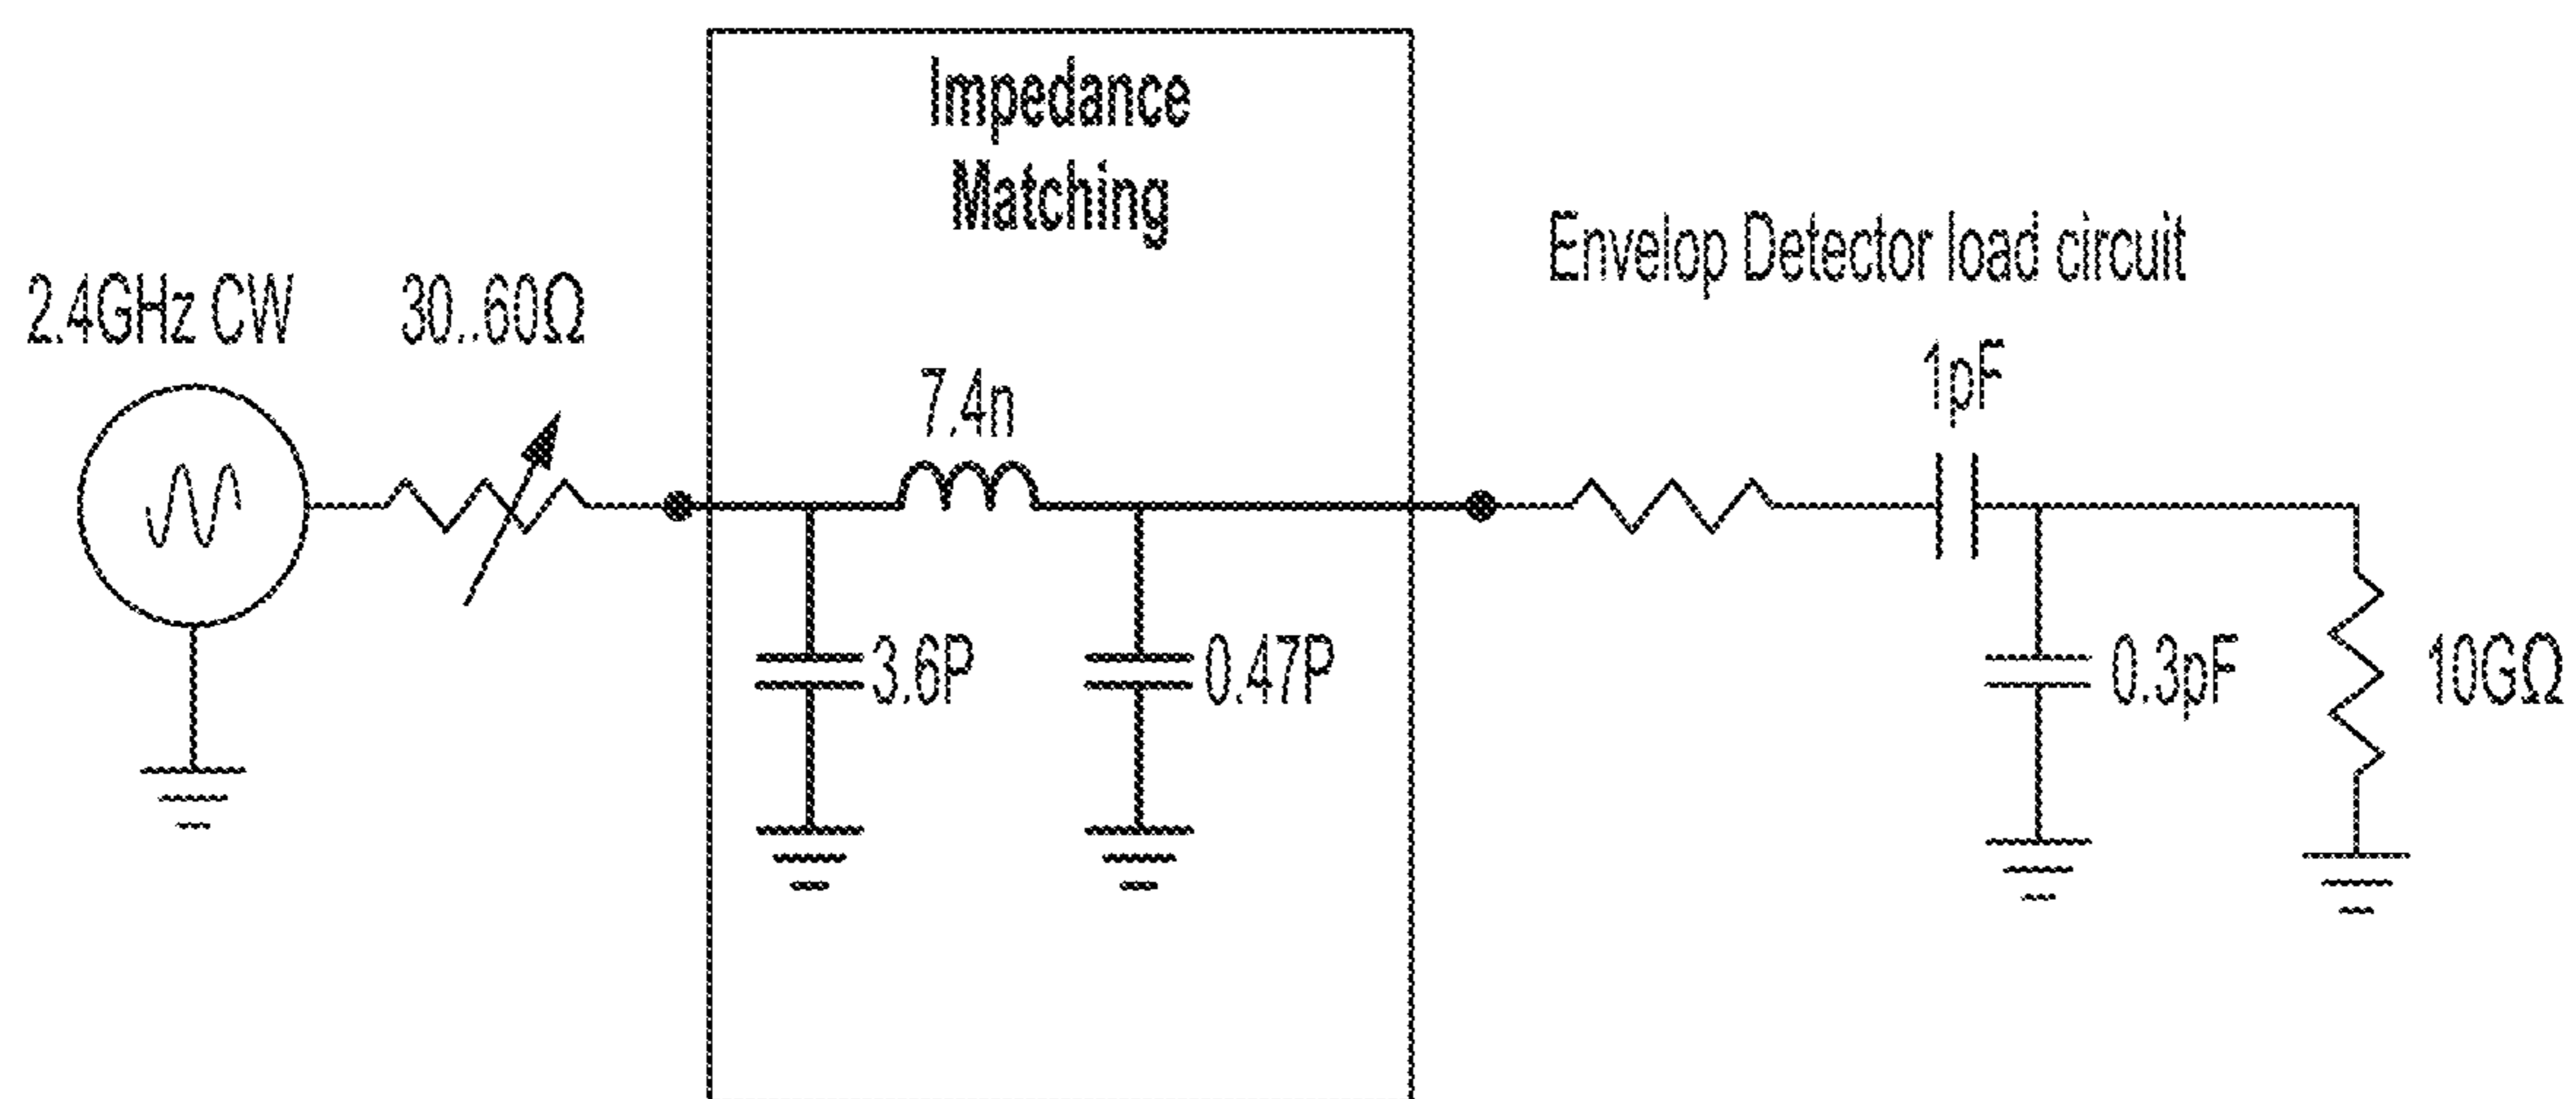 Impedance
Matching
Envelop Detector load circuit
2.4GHz CW
30..60Ω
1pF
7.4n
3.6P
0.47P
0.3pF
10GΩ